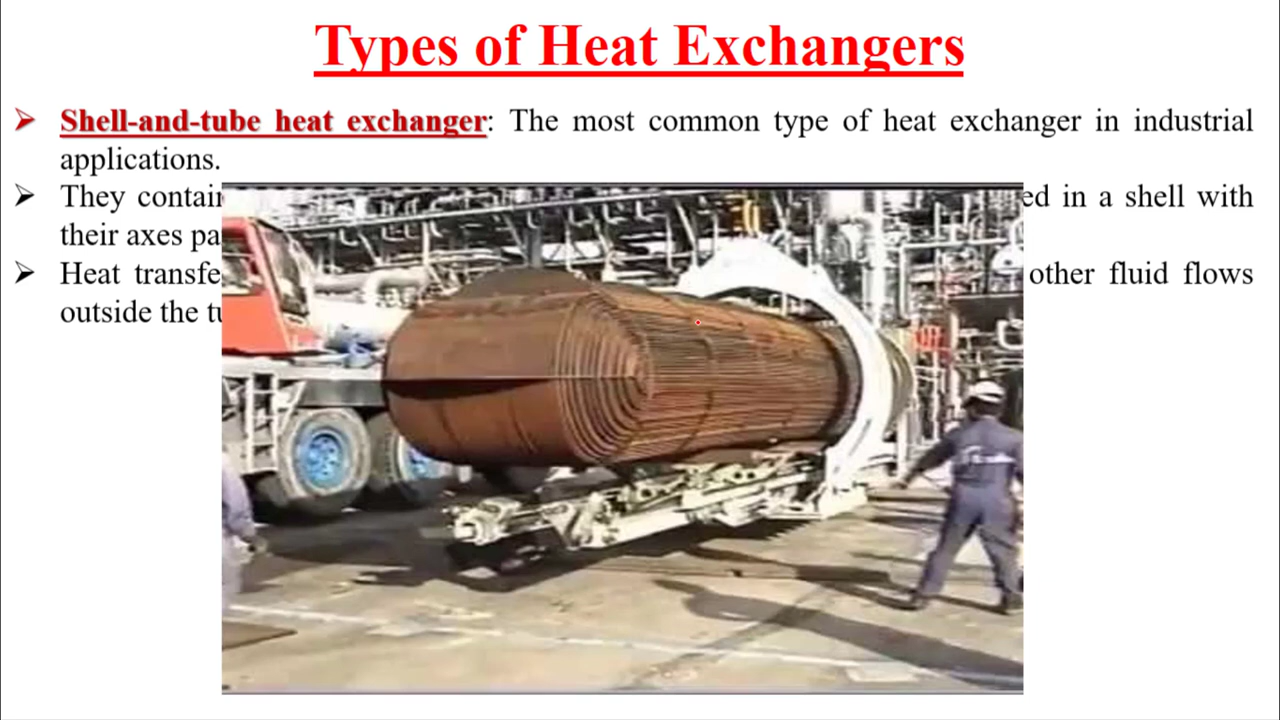 Types of Heat Exchangers
➢ Shell-and-tube heat exchanger: The most common type of heat exchanger in industrial
applications.
➢ They contain ed in a shell with
their axes pa
➢ Heat transfe other fluid flows
outside the tu